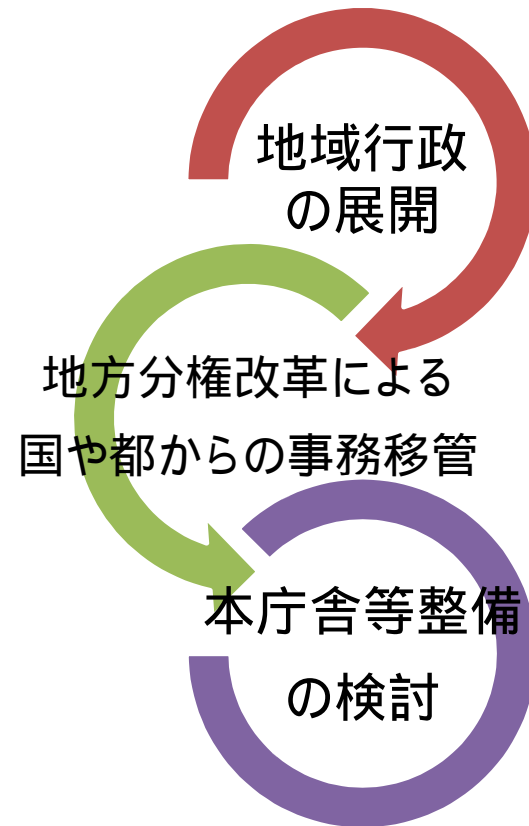 地域行政
の展開
地方分権改革による
国や都からの事務移管
本庁舎等整備
の検討